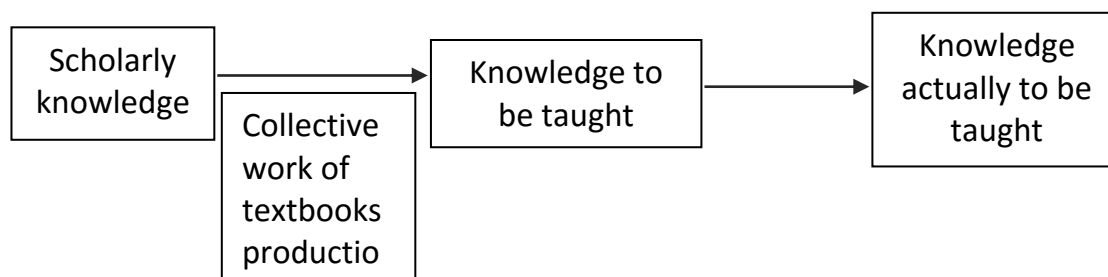 Scholarly
knowledge
Collective
work of
textbooks
productio
Knowledge to
be taught
Knowledge
actually to be
taught